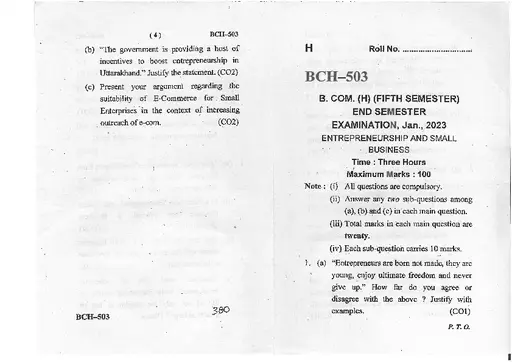 ( 4 ) BCH–503
(b) "The government is providing a host of
incentives to boost entrepreneurship in
Uttarakhand." Justify the statement. (CO2)
(c) Present your argument regarding the
suitability of E-Commerce for Small
Enterprises in the context of increasing
outreach of e-com. (CO2)
BCH–503 380
H Roll No. ..............................
BCH–503
B. COM. (H) (FIFTH SEMESTER)
END SEMESTER
EXAMINATION, Jan., 2023
ENTREPRENEURSHIP AND SMALL
BUSINESS
Time : Three Hours
Maximum Marks : 100
Note : (i) All questions are compulsory.
(ii) Answer any two sub-questions among
(a), (b) and (c) in each main question.
(iii) Total marks in each main question are
twenty.
(iv) Each sub-question carries 10 marks.
1. (a) "Entrepreneurs are born not made, they are
young, enjoy ultimate freedom and never
give up." How far do you agree or
disagree with the above ? Justify with
examples. (CO1)
P. T. O.